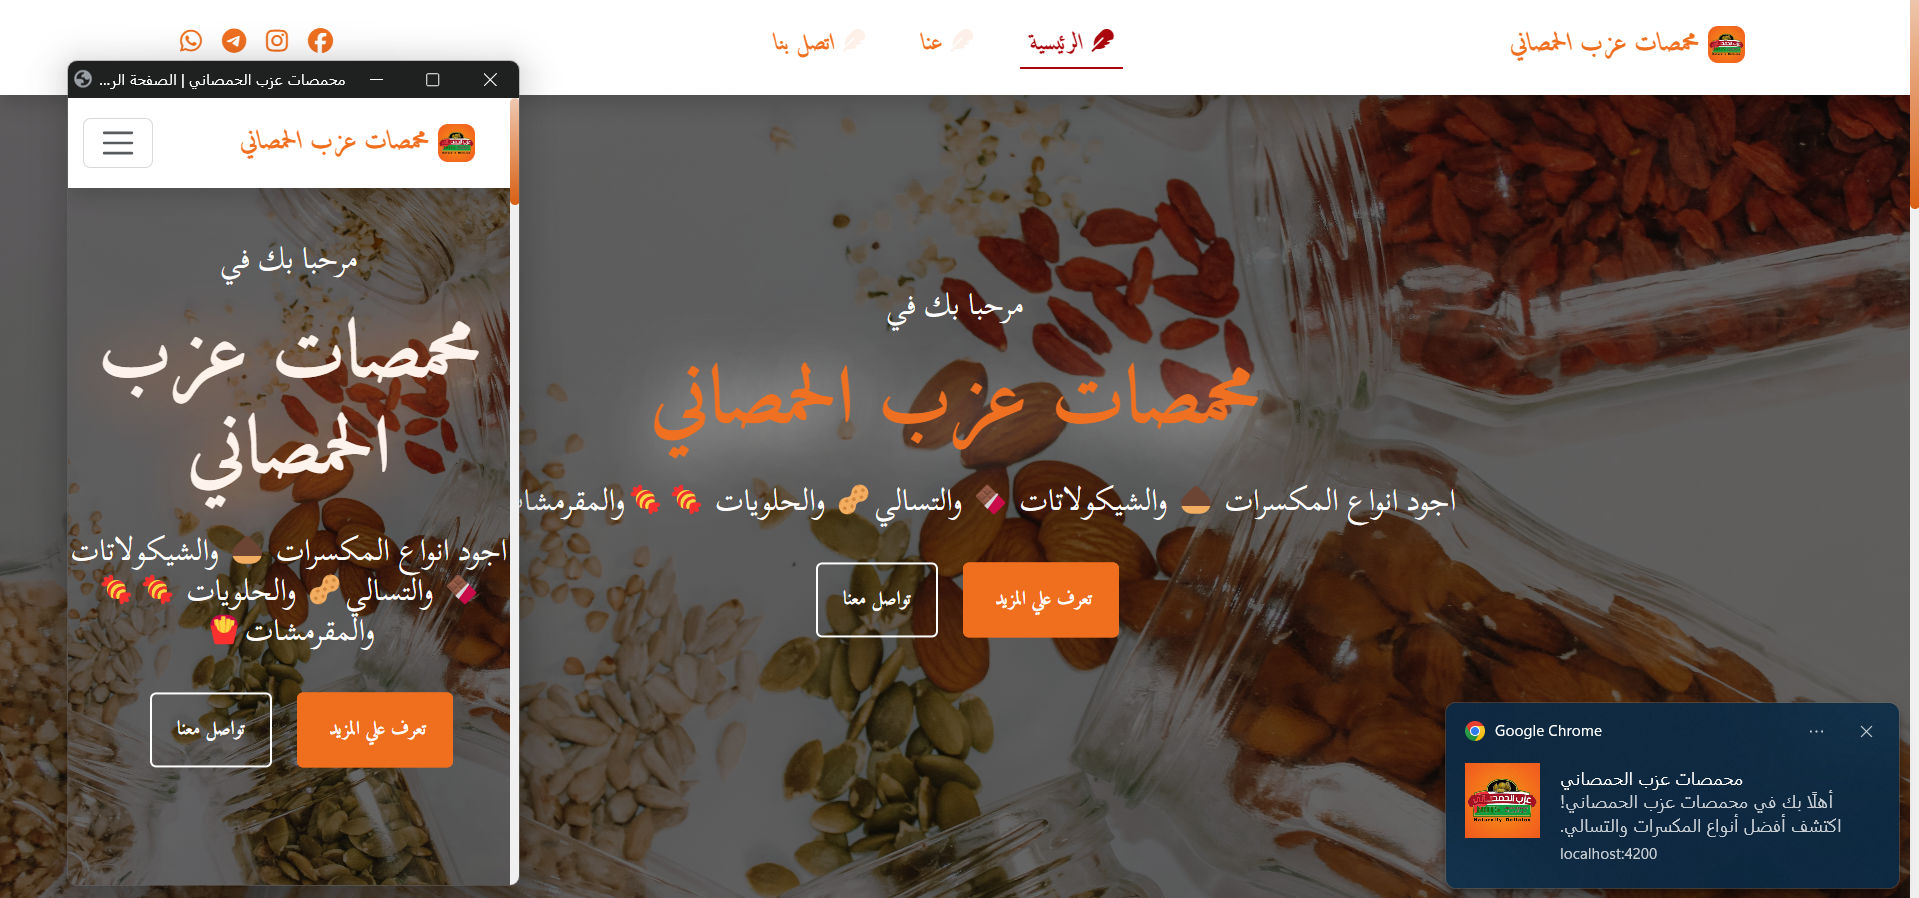 محمصات عزب الحمصاني
الرئيسية
عنا
اتصل بنا
مرحبا بك في
محمصات عزب الحمصاني
اجود انواع المكسرات 🌰 والشيكولاتات 🍫 والتسالي 🥜 والحلويات 🍬 🍬 والمقرمشات
تعرف علي المزيد
تواصل معنا
محمصات عزب الحمصاني | الصفحة الر...
محمصات عزب الحمصاني
مرحبا بك في
محمصات عزب
الحمصاني
اجود انواع المكسرات 🌰 والشيكولاتات
🍫 والتسالي 🥜 والحلويات 🍬 🍬
والمقرمشات 🍟
تعرف علي المزيد
تواصل معنا
Google Chrome
محمصات عزب الحمصاني
أهلًا بك في محمصات عزب الحمصاني!
اكتشف أفضل أنواع المكسرات والتسالي.
localhost:4200